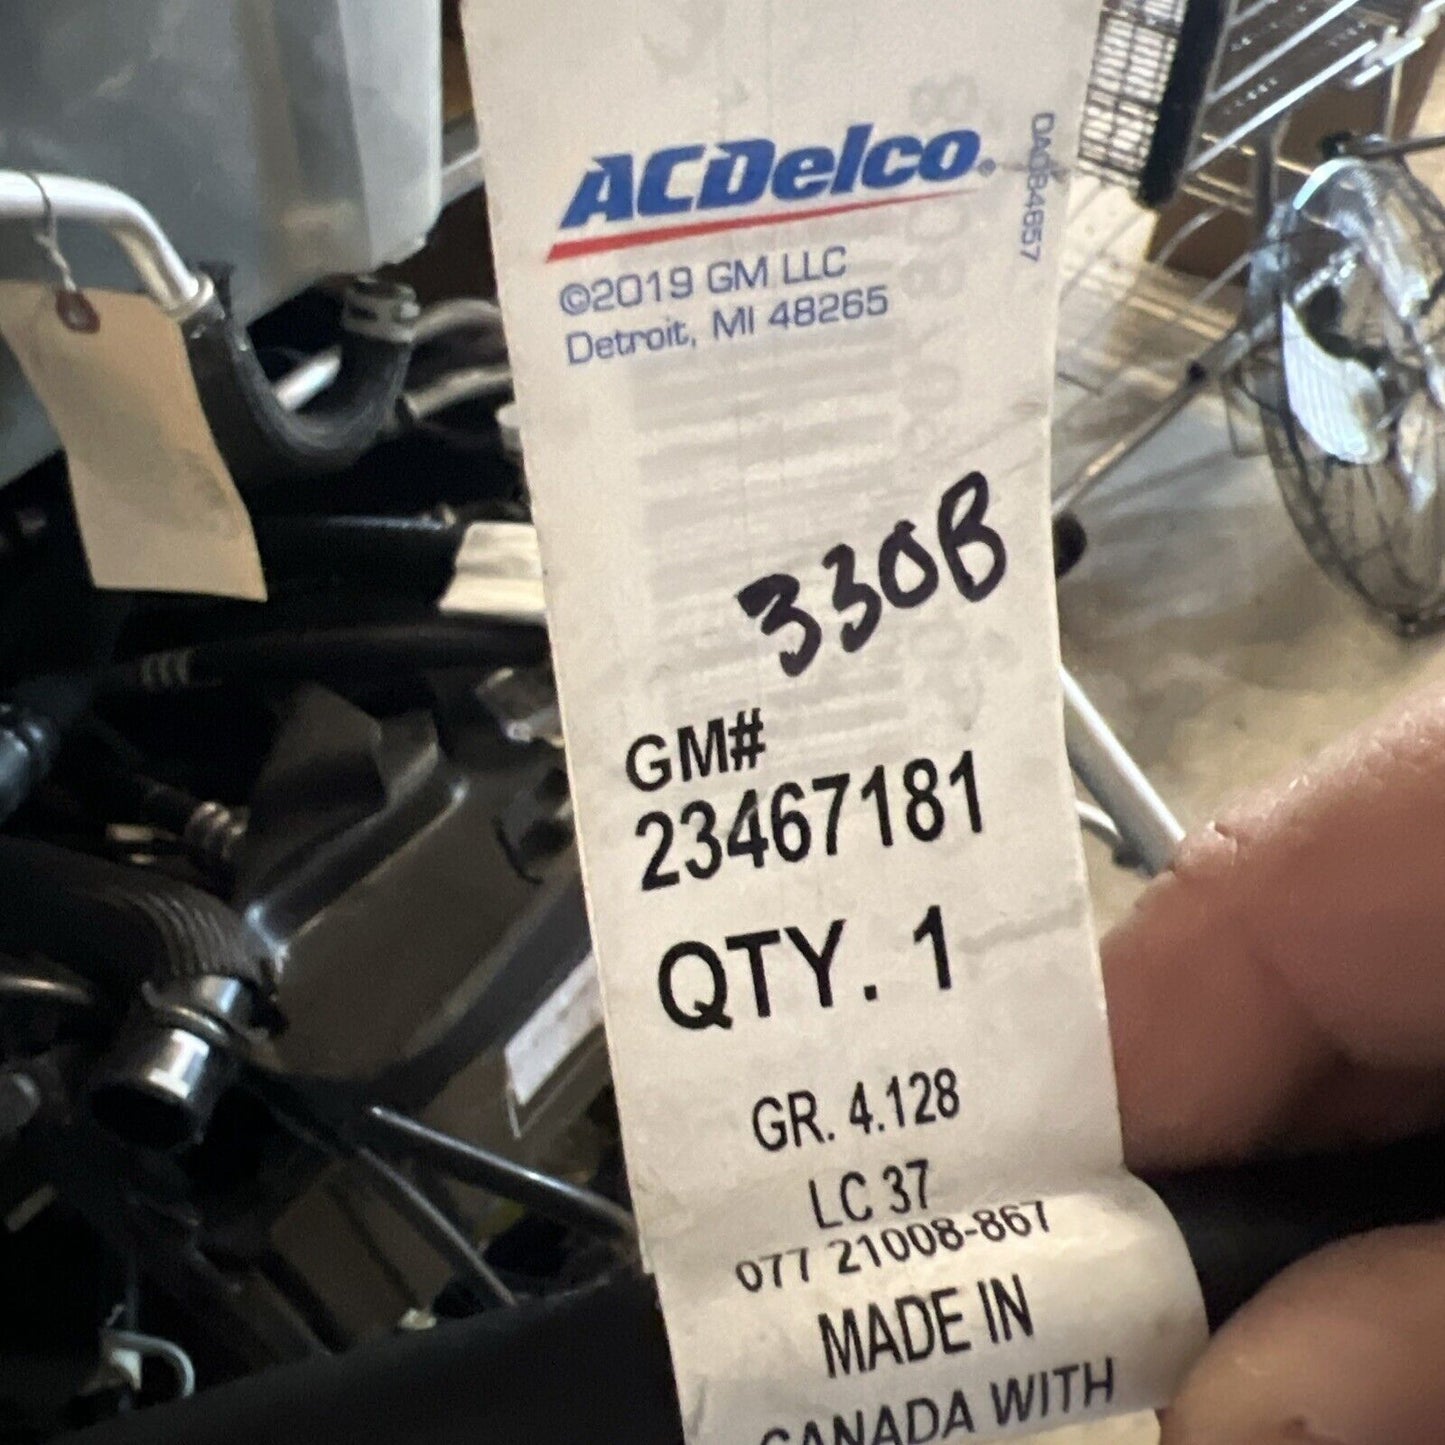 ACDelco®
©2019 GM LLC
Detroit, MI 48265
DA0B4657
330B
GM#
23467181
QTY. 1
GR. 4.128
LC 37
077 21008-867
MADE IN
CANADA WITH